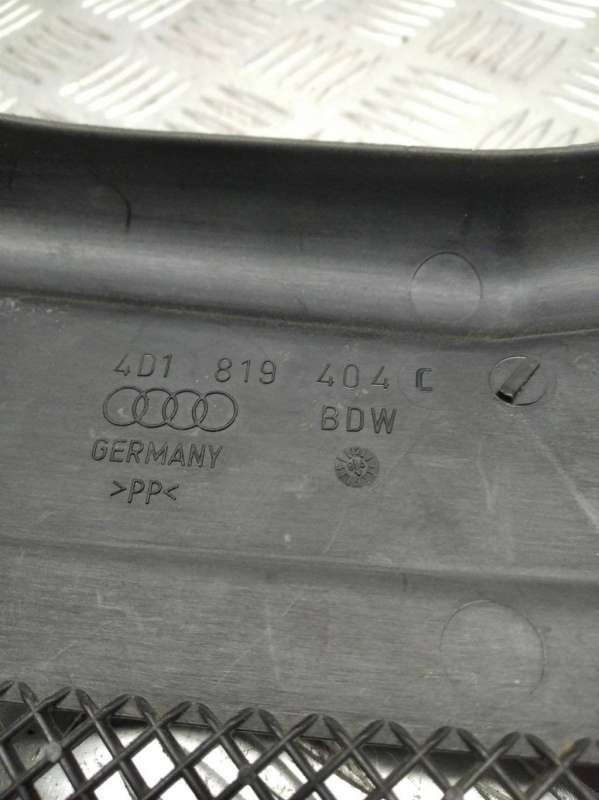 4D1 819 404 C
BDW
GERMANY
>PP<